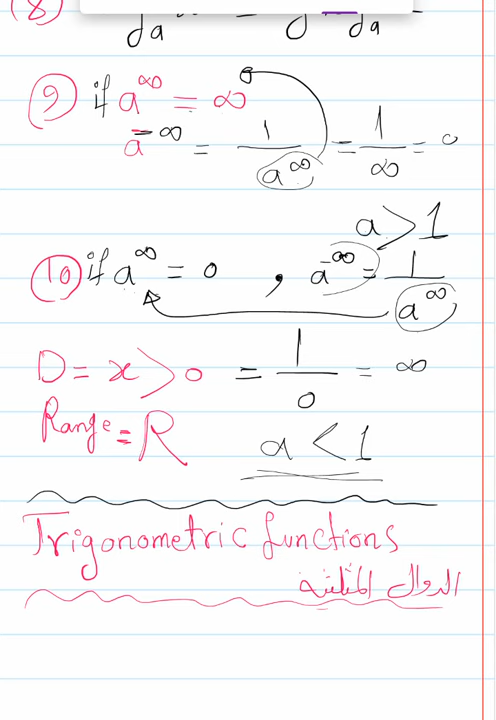 (8)
⑨ if a^∞ = ∞
a^-∞ = 1/a^∞ = 1/∞ = 0
a > 1
⑩ if a^∞ = 0 , a^-∞ = 1/a^∞
D = x > 0 = 1/0 = ∞
Range = R a < 1
Trigonometric functions
الدوال المثلثية